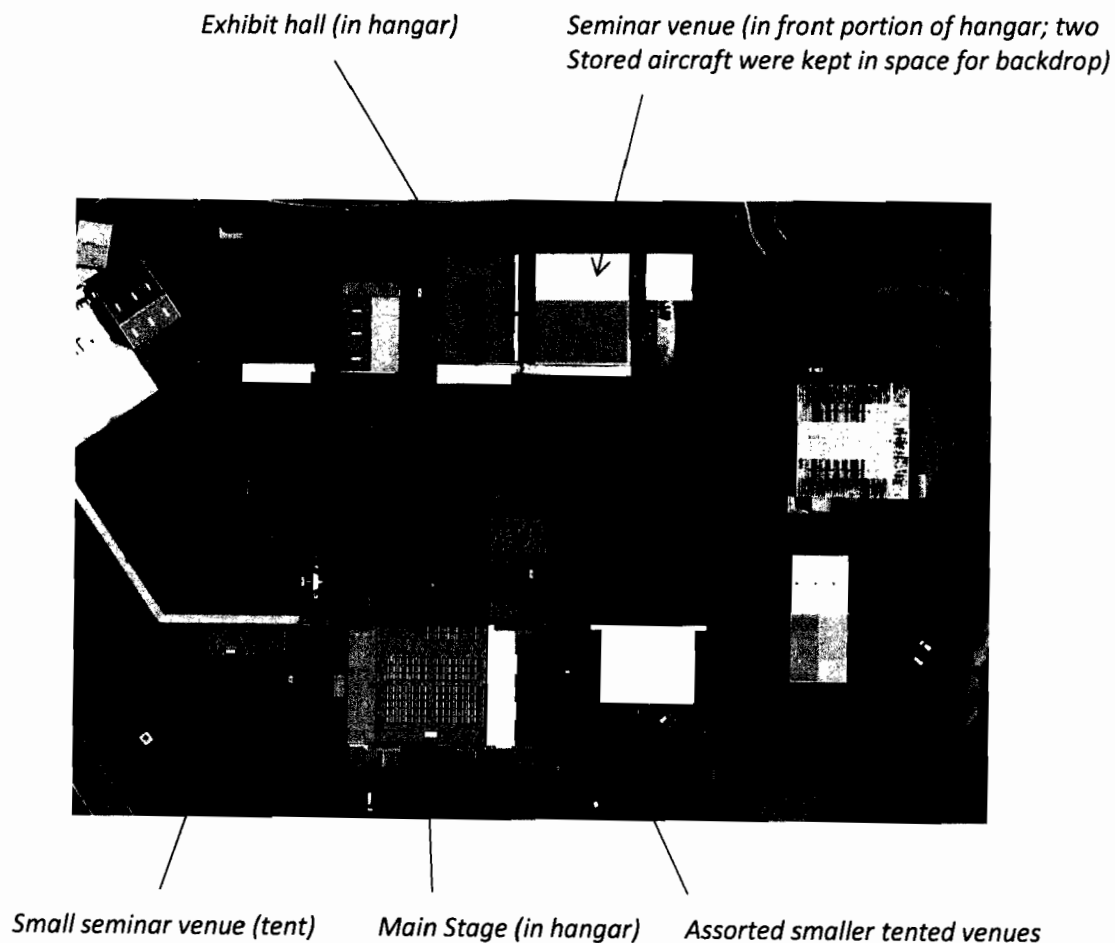 Exhibit hall (in hangar)
Seminar venue (in front portion of hangar; two
Stored aircraft were kept in space for backdrop)
Small seminar venue (tent)
Main Stage (in hangar)
Assorted smaller tented venues